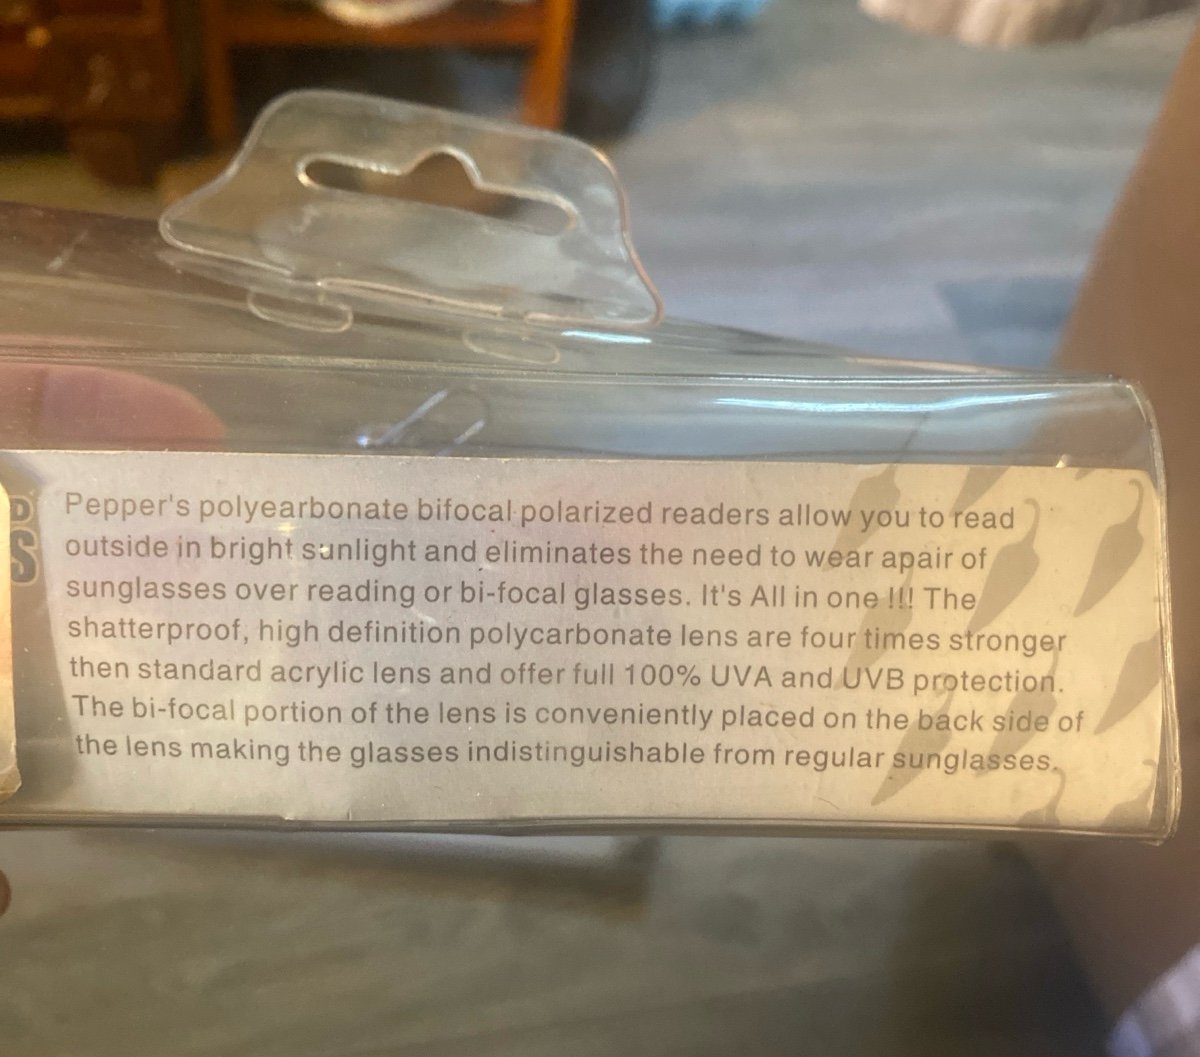 Pepper's polyearbonate bifocal polarized readers allow you to read
outside in bright sunlight and eliminates the need to wear apair of
sunglasses over reading or bi-focal glasses. It's All in one !!! The
shatterproof, high definition polycarbonate lens are four times stronger
then standard acrylic lens and offer full 100% UVA and UVB protection.
The bi-focal portion of the lens is conveniently placed on the back side of
the lens making the glasses indistinguishable from regular sunglasses.